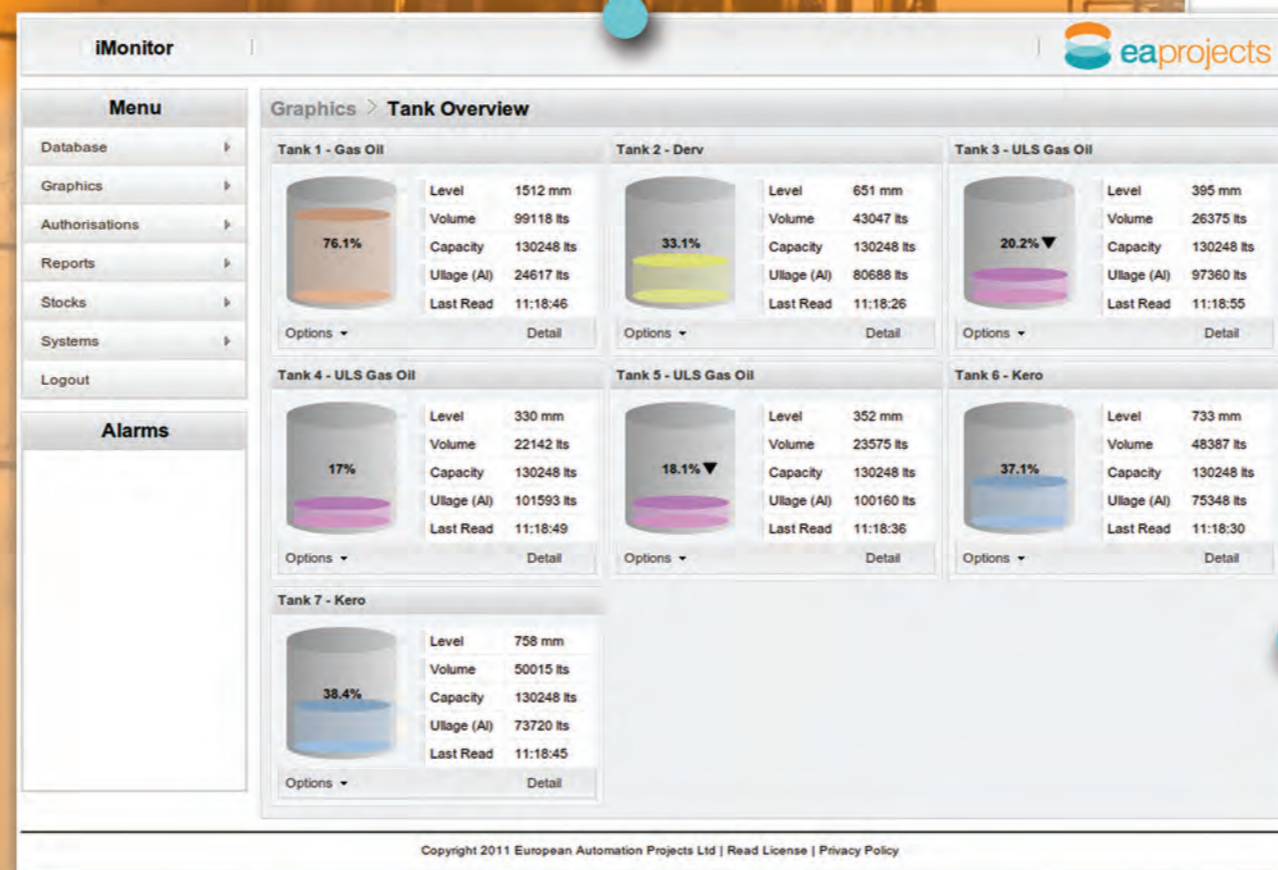 iMonitor
eaprojects
Menu
Database
Graphics
Authorisations
Reports
Stocks
Systems
Logout
Alarms
Graphics > Tank Overview
Tank 1 - Gas Oil
76.1%
Level 1512 mm
Volume 99118 lts
Capacity 130248 lts
Ullage (AI) 24617 lts
Last Read 11:18:46
Options Detail
Tank 2 - Derv
33.1%
Level 651 mm
Volume 43047 lts
Capacity 130248 lts
Ullage (AI) 80688 lts
Last Read 11:18:26
Options Detail
Tank 3 - ULS Gas Oil
20.2% ▼
Level 395 mm
Volume 26375 lts
Capacity 130248 lts
Ullage (AI) 97360 lts
Last Read 11:18:55
Options Detail
Tank 4 - ULS Gas Oil
17%
Level 330 mm
Volume 22142 lts
Capacity 130248 lts
Ullage (AI) 101593 lts
Last Read 11:18:49
Options Detail
Tank 5 - ULS Gas Oil
18.1% ▼
Level 352 mm
Volume 23575 lts
Capacity 130248 lts
Ullage (AI) 100160 lts
Last Read 11:18:36
Options Detail
Tank 6 - Kero
37.1%
Level 733 mm
Volume 48387 lts
Capacity 130248 lts
Ullage (AI) 75348 lts
Last Read 11:18:30
Options Detail
Tank 7 - Kero
38.4%
Level 758 mm
Volume 50015 lts
Capacity 130248 lts
Ullage (AI) 73720 lts
Last Read 11:18:45
Options Detail
Copyright 2011 European Automation Projects Ltd | Read License | Privacy Policy